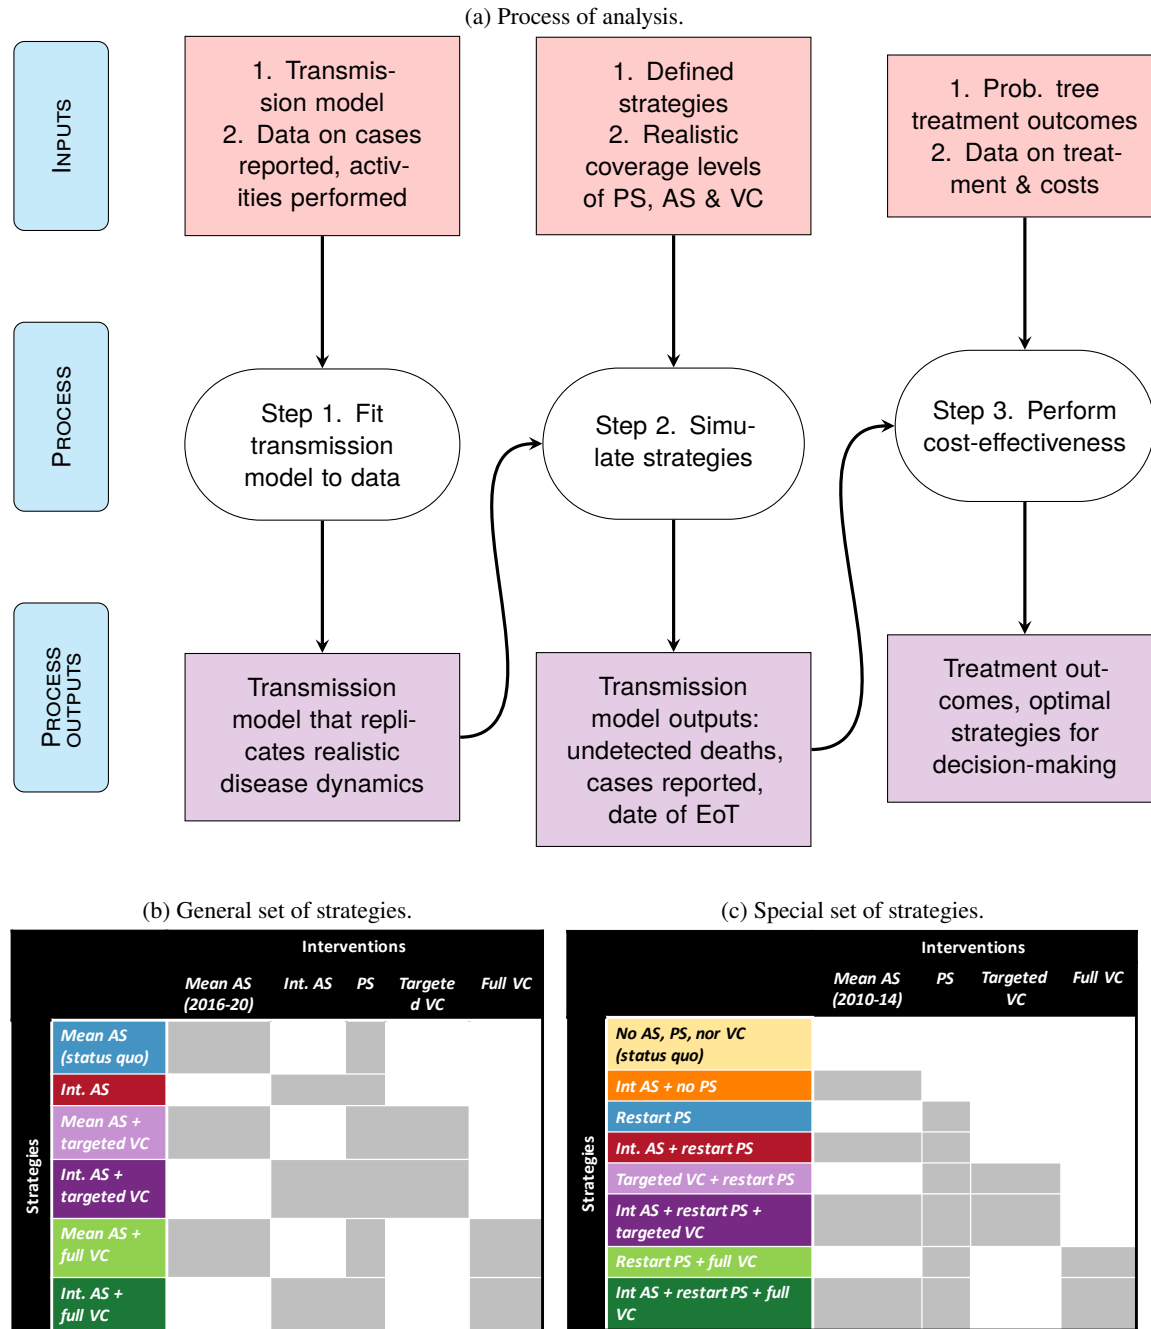 (a) Process of analysis.
INPUTS
1. Transmis-
sion model
2. Data on cases
reported, activ-
ities performed
1. Defined
strategies
2. Realistic
coverage levels
of PS, AS & VC
1. Prob. tree
treatment outcomes
2. Data on treat-
ment & costs
PROCESS
Step 1. Fit
transmission
model to data
Step 2. Simu-
late strategies
Step 3. Perform
cost-effectiveness
PROCESS
OUTPUTS
Transmission
model that repli-
cates realistic
disease dynamics
Transmission
model outputs:
undetected deaths,
cases reported,
date of EoT
Treatment out-
comes, optimal
strategies for
decision-making
(b) General set of strategies.
Interventions
Mean AS
(2016-20)
Int. AS
PS
Targete
d VC
Full VC
Strategies
Mean AS
(status quo)
Int. AS
Mean AS +
targeted VC
Int. AS +
targeted VC
Mean AS +
full VC
Int. AS +
full VC
(c) Special set of strategies.
Interventions
Mean AS
(2010-14)
PS
Targeted
VC
Full VC
Strategies
No AS, PS, nor VC
(status quo)
Int AS + no PS
Restart PS
Int. AS + restart PS
Targeted VC + restart PS
Int AS + restart PS +
targeted VC
Restart PS + full VC
Int AS + restart PS + full
VC